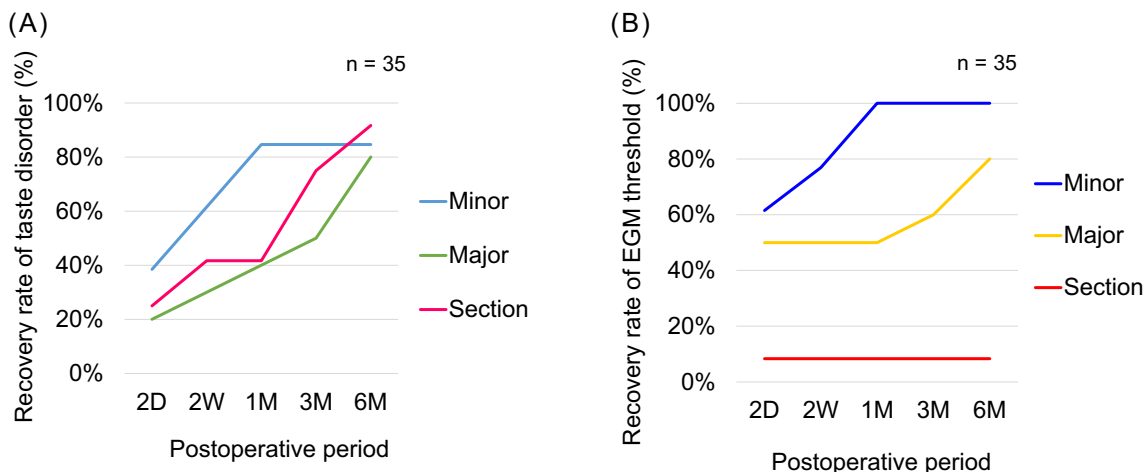 (A)
Recovery rate of taste disorder (%)
n = 35
100%
80%
60%
40%
20%
0%
2D 2W 1M 3M 6M
Postoperative period
Minor
Major
Section
(B)
Recovery rate of EGM threshold (%)
n = 35
100%
80%
60%
40%
20%
0%
2D 2W 1M 3M 6M
Postoperative period
Minor
Major
Section